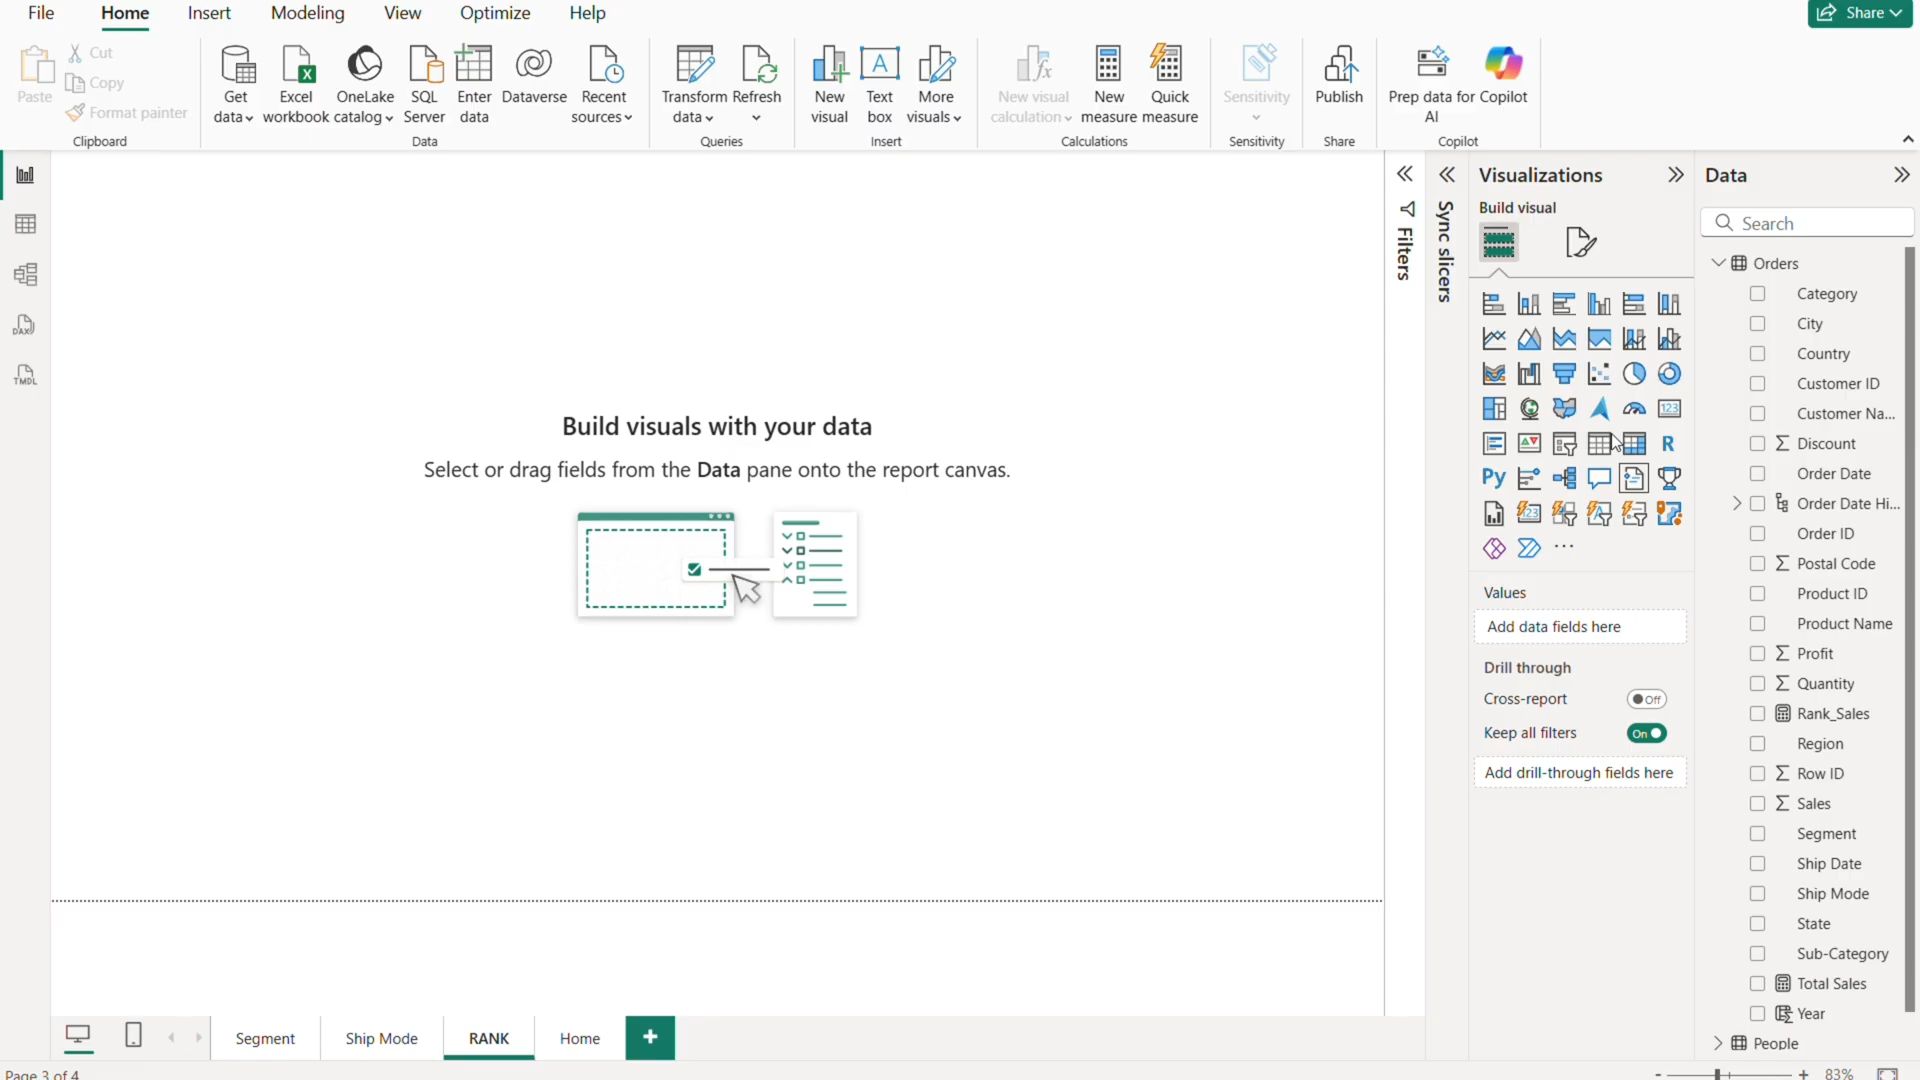 File Home Insert Modeling View Optimize Help Share
Paste
Cut
Copy
Format painter
Clipboard
Get data
Excel workbook
OneLake catalog
SQL Server
Enter data
Dataverse
Recent sources
Data
Transform data
Refresh
Queries
New visual
Text box
More visuals
Insert
New visual calculation
New measure
Quick measure
Calculations
Sensitivity
Sensitivity
Publish
Share
Prep data for AI
Copilot
Copilot
DAX
TMDL
Build visuals with your data
Select or drag fields from the Data pane onto the report canvas.
Filters
Sync slicers
Visualizations
Build visual
123
R
Py
123
Values
Add data fields here
Drill through
Cross-report Off
Keep all filters On
Add drill-through fields here
Data
Search
Orders
Category
City
Country
Customer ID
Customer Na...
Discount
Order Date
Order Date Hi...
Order ID
Postal Code
Product ID
Product Name
Profit
Quantity
Rank_Sales
Region
Row ID
Sales
Segment
Ship Date
Ship Mode
State
Sub-Category
Total Sales
Year
People
Segment Ship Mode RANK Home +
Page 3 of 4
- + 83%